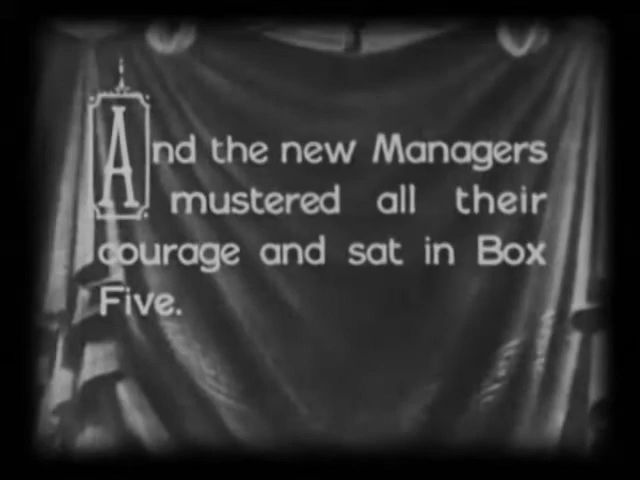 And the new Managers
mustered all their
courage and sat in Box
Five.